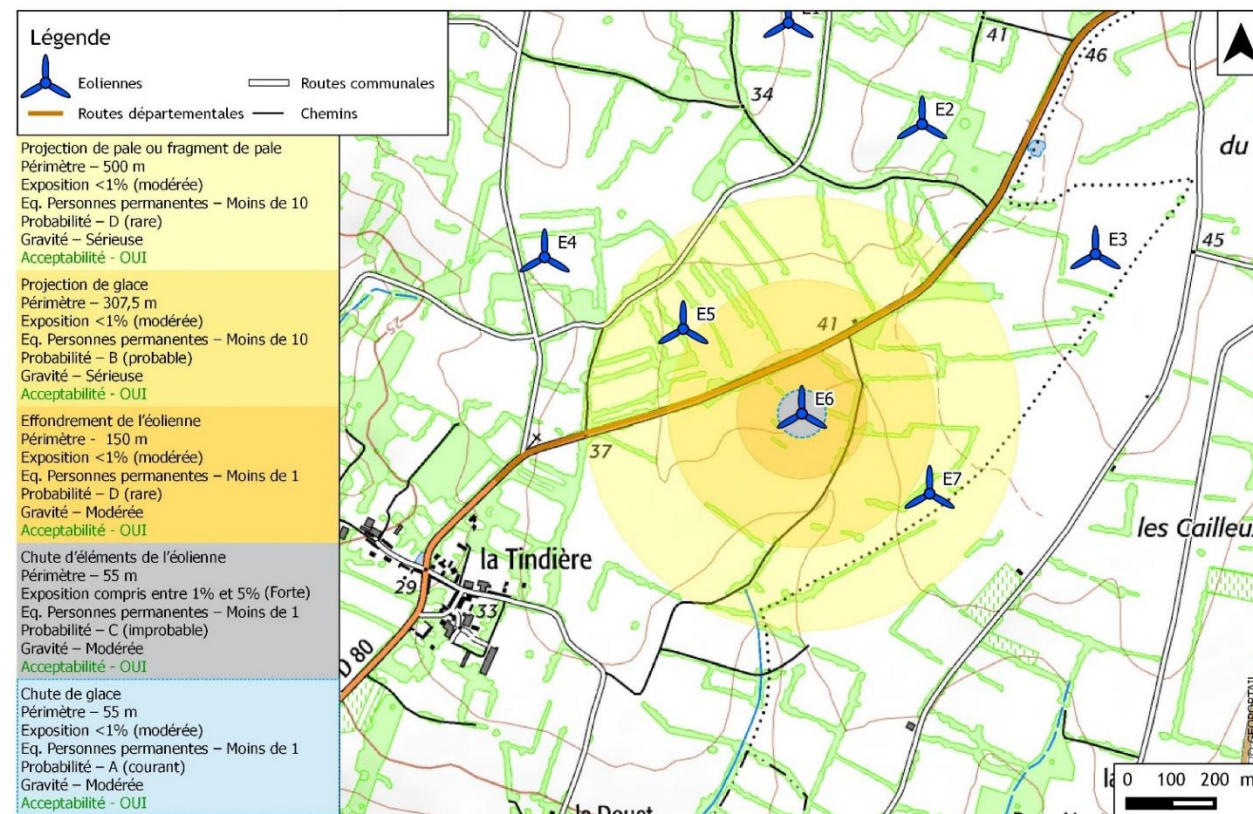 Légende
Eoliennes
Routes communales
Routes départementales
Chemins
Projection de pale ou fragment de pale
Périmètre – 500 m
Exposition <1% (modérée)
Eq. Personnes permanentes – Moins de 10
Probabilité – D (rare)
Gravité – Sérieuse
Acceptabilité - OUI
Projection de glace
Périmètre – 307,5 m
Exposition <1% (modérée)
Eq. Personnes permanentes – Moins de 10
Probabilité – B (probable)
Gravité – Sérieuse
Acceptabilité - OUI
Effondrement de l’éolienne
Périmètre - 150 m
Exposition <1% (modérée)
Eq. Personnes permanentes – Moins de 1
Probabilité – D (rare)
Gravité – Modérée
Acceptabilité - OUI
Chute d’éléments de l’éolienne
Périmètre – 55 m
Exposition compris entre 1% et 5% (Forte)
Eq. Personnes permanentes – Moins de 1
Probabilité – C (improbable)
Gravité – Modérée
Acceptabilité - OUI
Chute de glace
Périmètre – 55 m
Exposition <1% (modérée)
Eq. Personnes permanentes – Moins de 1
Probabilité – A (courant)
Gravité – Modérée
Acceptabilité - OUI
E1
41
46
34
E2
du
E4
E3
45
25
E5
41
E6
37
E7
les Cailleux
la Tindière
29
33
D 80
© GEOPORTAIL
la
0 100 200 m
le Douet